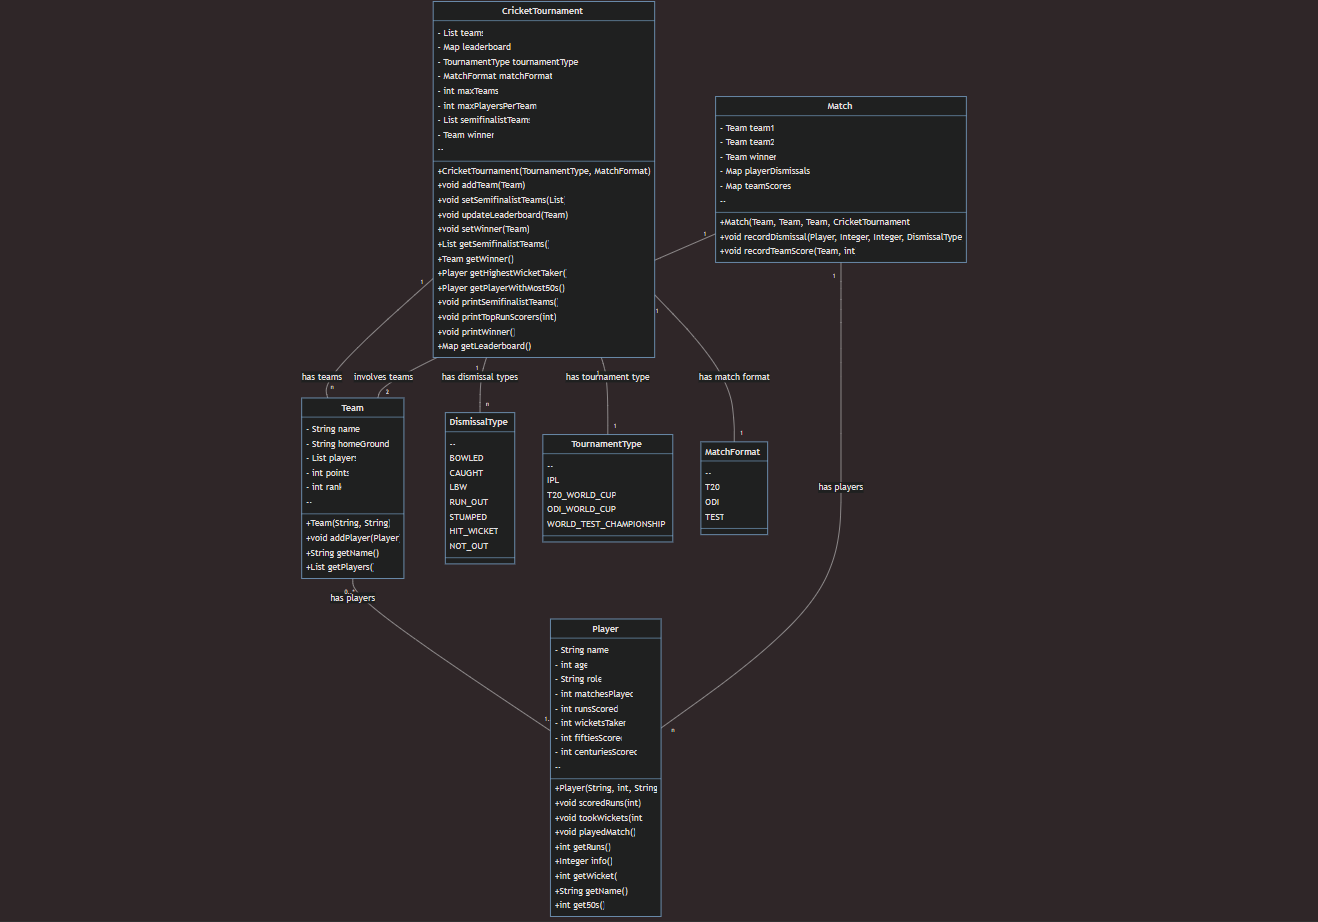 CricketTournament
- List teams
- Map leaderboard
- TournamentType tournamentType
- MatchFormat matchFormat
- int maxTeams
- int maxPlayersPerTeam
- List semifinalistTeams
- Team winner
--
+CricketTournament(TournamentType, MatchFormat)
+void addTeam(Team)
+void setSemifinalistTeams(List)
+void updateLeaderboard(Team)
+void setWinner(Team)
+List getSemifinalistTeams()
+Team getWinner()
+Player getHighestWicketTaker(
+Player getPlayerWithMost50s()
+void printSemifinalistTeams()
+void printTopRunScorers(int)
+void printWinner()
+Map getLeaderboard()
Match
- Team team1
- Team team2
- Team winner
- Map playerDismissals
- Map teamScores
--
+Match(Team, Team, Team, CricketTournament
+void recordDismissal(Player, Integer, Integer, DismissalType
+void recordTeamScore(Team, int
1
1
1
1
has teams
n
involves teams
2
1
has dismissal types
n
1
has tournament type
1
has match format
1
has players
n
Team
- String name
- String homeGround
- List players
- int points
- int rank
--
+Team(String, String)
+void addPlayer(Player
+String getName()
+List getPlayers(
DismissalType
--
BOWLED
CAUGHT
LBW
RUN_OUT
STUMPED
HIT_WICKET
NOT_OUT
TournamentType
--
IPL
T20_WORLD_CUP
ODI_WORLD_CUP
WORLD_TEST_CHAMPIONSHIP
MatchFormat
--
T20
ODI
TEST
0..*
has players
1.
Player
- String name
- int age
- String role
- int matchesPlayed
- int runsScored
- int wicketsTaken
- int fiftiesScored
- int centuriesScored
--
+Player(String, int, String
+void scoredRuns(int)
+void tookWickets(int
+void playedMatch()
+int getRuns()
+Integer info()
+int getWicket(
+String getName()
+int get50s()